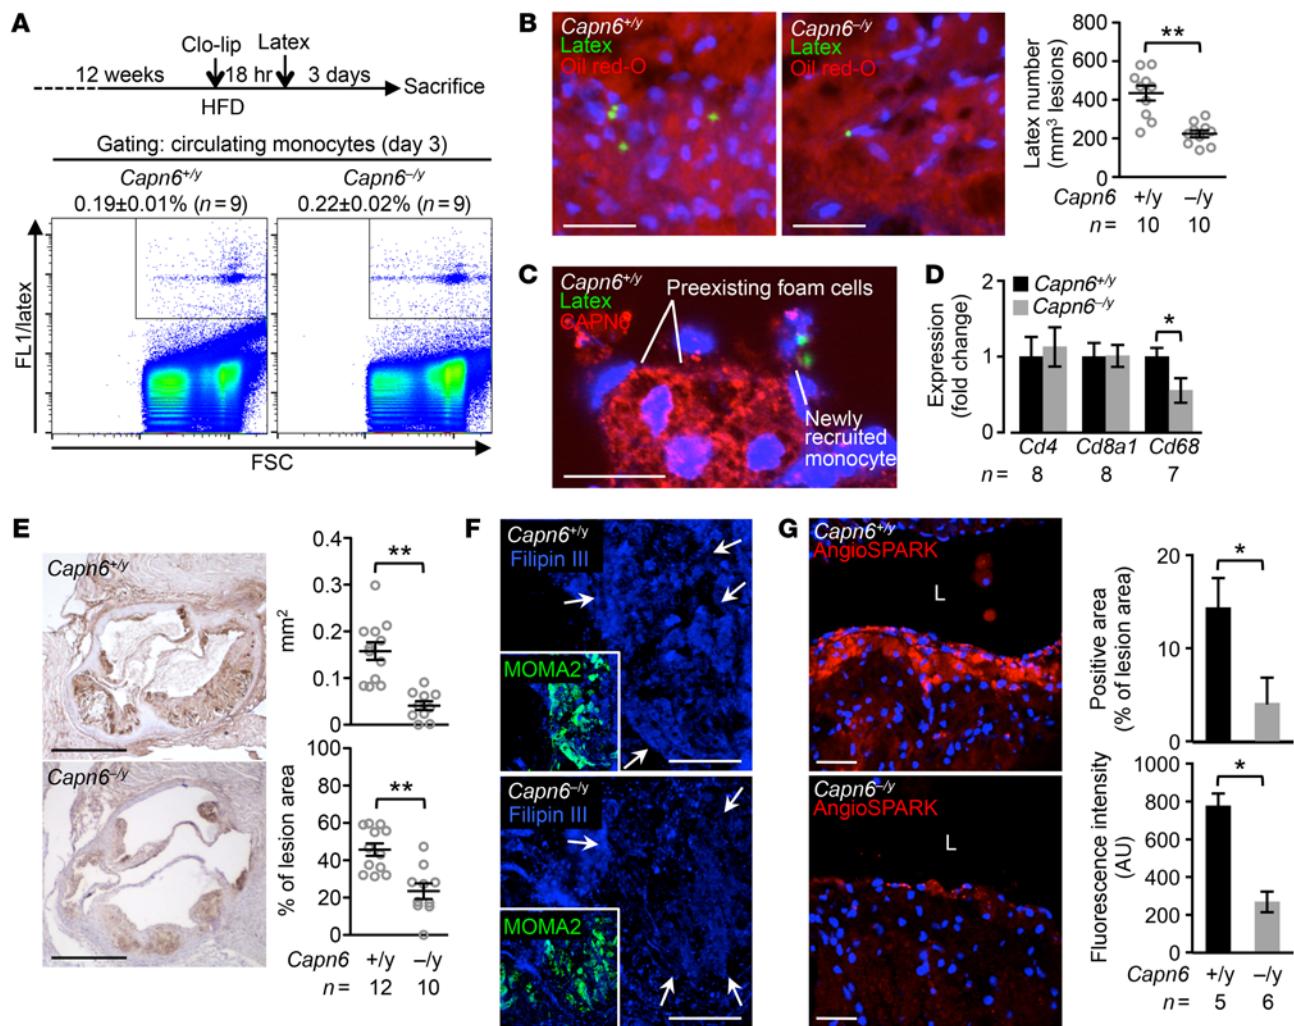 A
Clo-lip Latex
12 weeks 18 hr 3 days Sacrifice
HFD
Gating: circulating monocytes (day 3)
Capn6+/y Capn6–/y
0.19±0.01% (n = 9) 0.22±0.02% (n = 9)
FL1/latex
FSC
B
Capn6+/y
Latex
Oil red-O
Capn6–/y
Latex
Oil red-O
Latex number
(mm3 lesions)
800
600
400
200
0
**
Capn6 +/y –/y
n = 10 10
C
Capn6+/y
Latex
CAPN6
Preexisting foam cells
Newly
recruited
monocyte
D
Expression
(fold change)
2
1
0
Capn6+/y
Capn6–/y
*
Cd4 Cd8a1 Cd68
n = 8 8 7
E
Capn6+/y
Capn6–/y
mm2
0.4
0.3
0.2
0.1
0
**
% of lesion area
100
80
60
40
20
0
**
Capn6 +/y –/y
n = 12 10
F
Capn6+/y
Filipin III
MOMA2
Capn6–/y
Filipin III
MOMA2
G
Capn6+/y
AngioSPARK
L
Capn6–/y
AngioSPARK
L
Positive area
(% of lesion area)
20
10
0
*
Fluorescence intensity
(AU)
800
600
400
200
0
*
Capn6 +/y –/y
n = 5 6